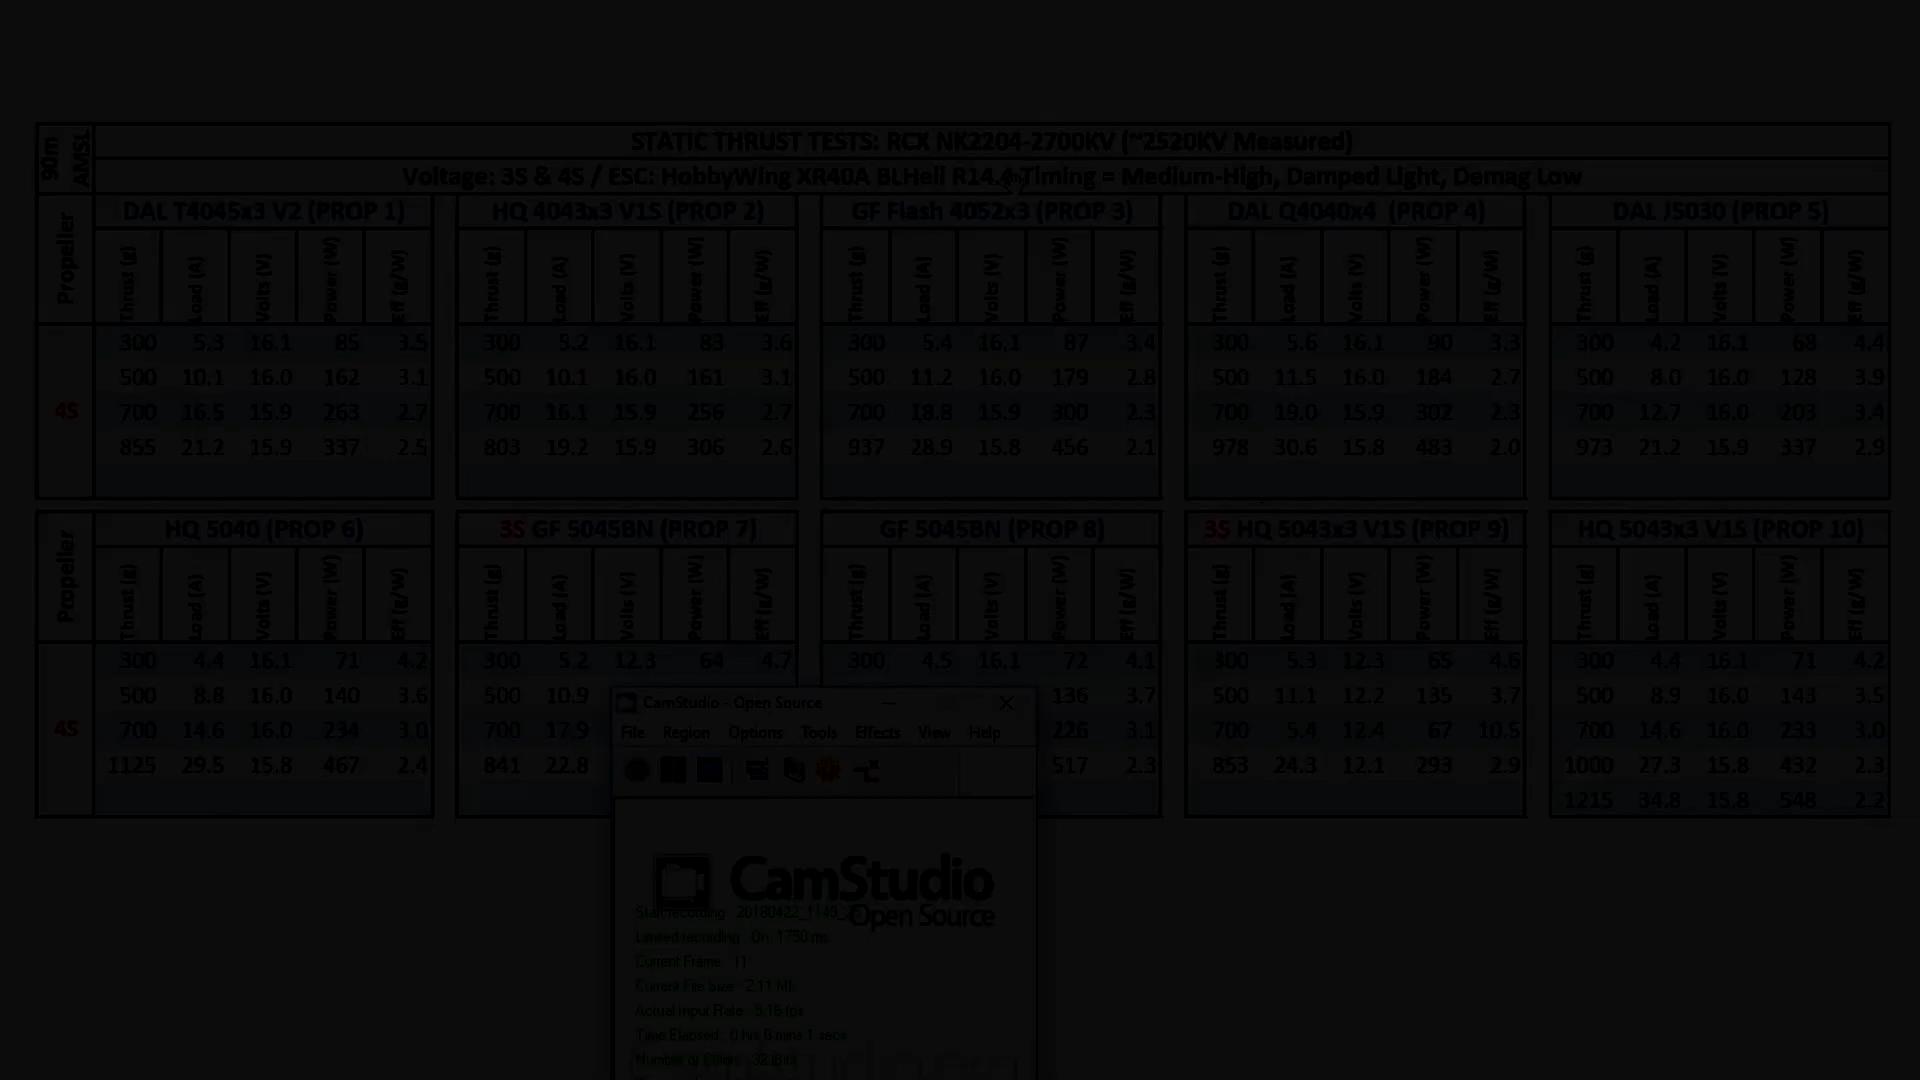 90m AMSL
STATIC THRUST TESTS: RCX NK2204-2700KV (~2520KV Measured)
Voltage: 3S & 4S / ESC: HobbyWing XR40A BLHeli R14.4 Timing = Medium-High, Damped Light, Demag Low
Propeller
DAL T4045x3 V2 (PROP 1) HQ 4043x3 V1S (PROP 2) GF Flash 4052x3 (PROP 3) DAL Q4040x4 (PROP 4) DAL J5030 (PROP 5)
Thrust (g) Load (A) Volts (V) Power (W) Eff (g/W) Thrust (g) Load (A) Volts (V) Power (W) Eff (g/W) Thrust (g) Load (A) Volts (V) Power (W) Eff (g/W) Thrust (g) Load (A) Volts (V) Power (W) Eff (g/W) Thrust (g) Load (A) Volts (V) Power (W) Eff (g/W)
4S
300 5.3 16.1 85 3.5 300 5.2 16.1 83 3.6 300 5.4 16.1 87 3.4 300 5.6 16.1 90 3.3 300 4.2 16.1 68 4.4
500 10.1 16.0 162 3.1 500 10.1 16.0 161 3.1 500 11.2 16.0 179 2.8 500 11.5 16.0 184 2.7 500 8.0 16.0 128 3.9
700 16.5 15.9 263 2.7 700 16.1 15.9 256 2.7 700 18.8 15.9 300 2.3 700 19.0 15.9 302 2.3 700 12.7 16.0 203 3.4
855 21.2 15.9 337 2.5 803 19.2 15.9 306 2.6 937 28.9 15.8 456 2.1 978 30.6 15.8 483 2.0 973 21.2 15.9 337 2.9
Propeller
HQ 5040 (PROP 6) 3S GF 5045BN (PROP 7) GF 5045BN (PROP 8) 3S HQ 5043x3 V1S (PROP 9) HQ 5043x3 V1S (PROP 10)
Thrust (g) Load (A) Volts (V) Power (W) Eff (g/W) Thrust (g) Load (A) Volts (V) Power (W) Eff (g/W) Thrust (g) Load (A) Volts (V) Power (W) Eff (g/W) Thrust (g) Load (A) Volts (V) Power (W) Eff (g/W) Thrust (g) Load (A) Volts (V) Power (W) Eff (g/W)
4S
300 4.4 16.1 71 4.2 300 5.2 12.3 64 4.7 300 4.5 16.1 72 4.1 300 5.3 12.3 65 4.6 300 4.4 16.1 71 4.2
500 8.8 16.0 140 3.6 500 10.9 136 3.7 500 11.1 12.2 135 3.7 500 8.9 16.0 143 3.5
700 14.6 16.0 234 3.0 700 17.9 226 3.1 700 5.4 12.4 67 10.5 700 14.6 16.0 233 3.0
1125 29.5 15.8 467 2.4 841 22.8 517 2.3 853 24.3 12.1 293 2.9 1000 27.3 15.8 432 2.3
1215 34.8 15.8 548 2.2
CamStudio - Open Source
File Region Options Tools Effects View Help
CamStudio
Open Source
Start recording : 20180422_1149_
Limited recording : On: 1750 ms
Current Frame : 11
Current File Size : 2.11 Mb
Actual Input Rate : 5.16 fps
Time Elapsed : 0 hrs 0 mins 1 secs
Number of Colors : 32 Bits